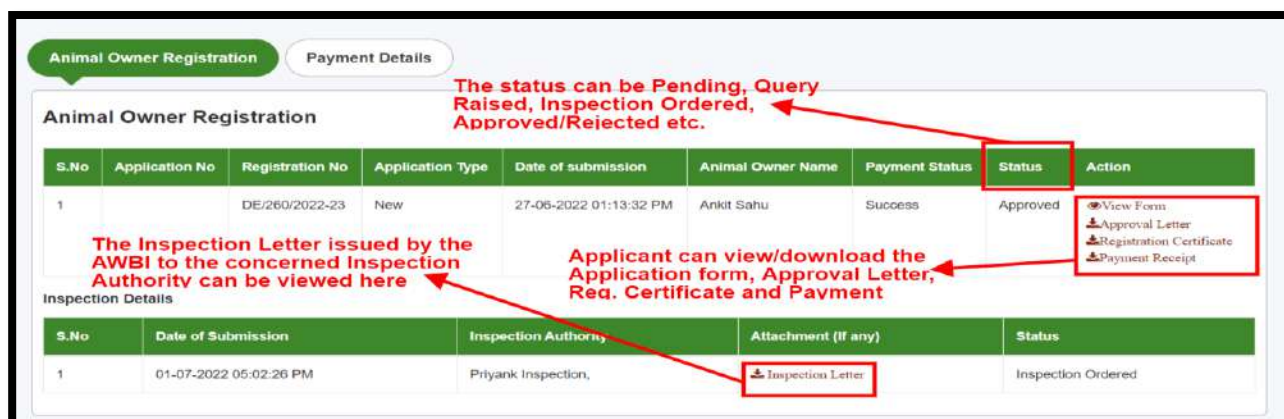 Animal Owner Registration
Payment Details
The status can be Pending, Query
Raised, Inspection Ordered,
Approved/Rejected etc.
Animal Owner Registration
S.No Application No Registration No Application Type Date of submission Animal Owner Name Payment Status Status Action
1 DE/260/2022-23 New 27-06-2022 01:13:32 PM Ankit Sahu Success Approved View Form
Approval Letter
Registration Certificate
Payment Receipt
The Inspection Letter issued by the
AWBI to the concerned Inspection
Authority can be viewed here
Applicant can view/download the
Application form, Approval Letter,
Reg. Certificate and Payment
Inspection Details
S.No Date of Submission Inspection Authority Attachment (If any) Status
1 01-07-2022 05:02:26 PM Priyank Inspection, Inspection Letter Inspection Ordered